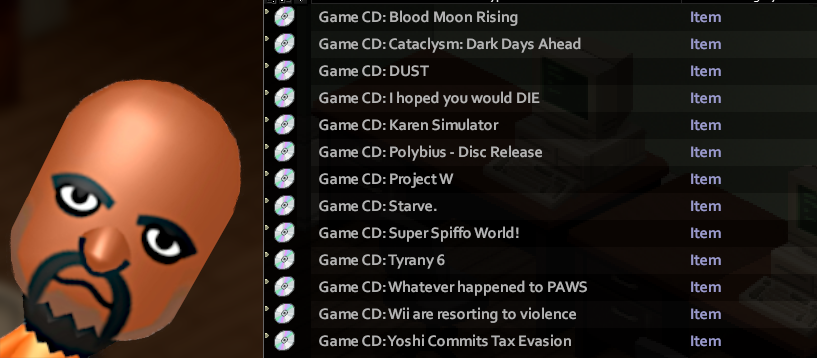 Game CD: Blood Moon Rising Item
Game CD: Cataclysm: Dark Days Ahead Item
Game CD: DUST Item
Game CD: I hoped you would DIE Item
Game CD: Karen Simulator Item
Game CD: Polybius - Disc Release Item
Game CD: Project W Item
Game CD: Starve. Item
Game CD: Super Spiffo World! Item
Game CD: Tyrany 6 Item
Game CD: Whatever happened to PAWS Item
Game CD: Wii are resorting to violence Item
Game CD: Yoshi Commits Tax Evasion Item